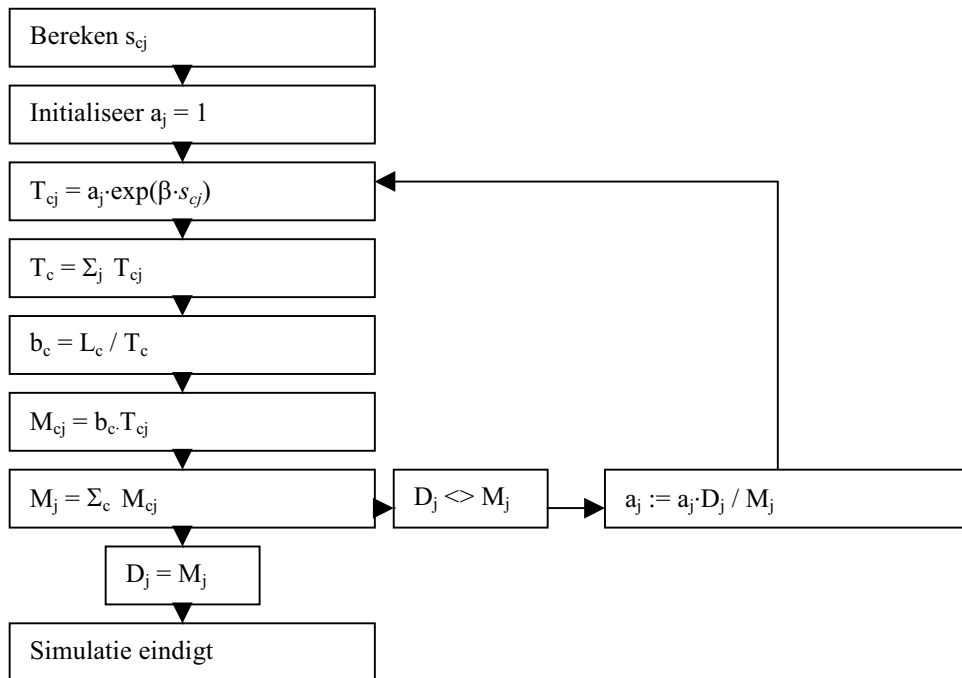 Bereken s_cj
Initialiseer a_j = 1
T_cj = a_j·exp(β·s_cj)
T_c = Σ_j T_cj
b_c = L_c / T_c
M_cj = b_c.T_cj
M_j = Σ_c M_cj
D_j <> M_j
a_j := a_j·D_j / M_j
D_j = M_j
Simulatie eindigt